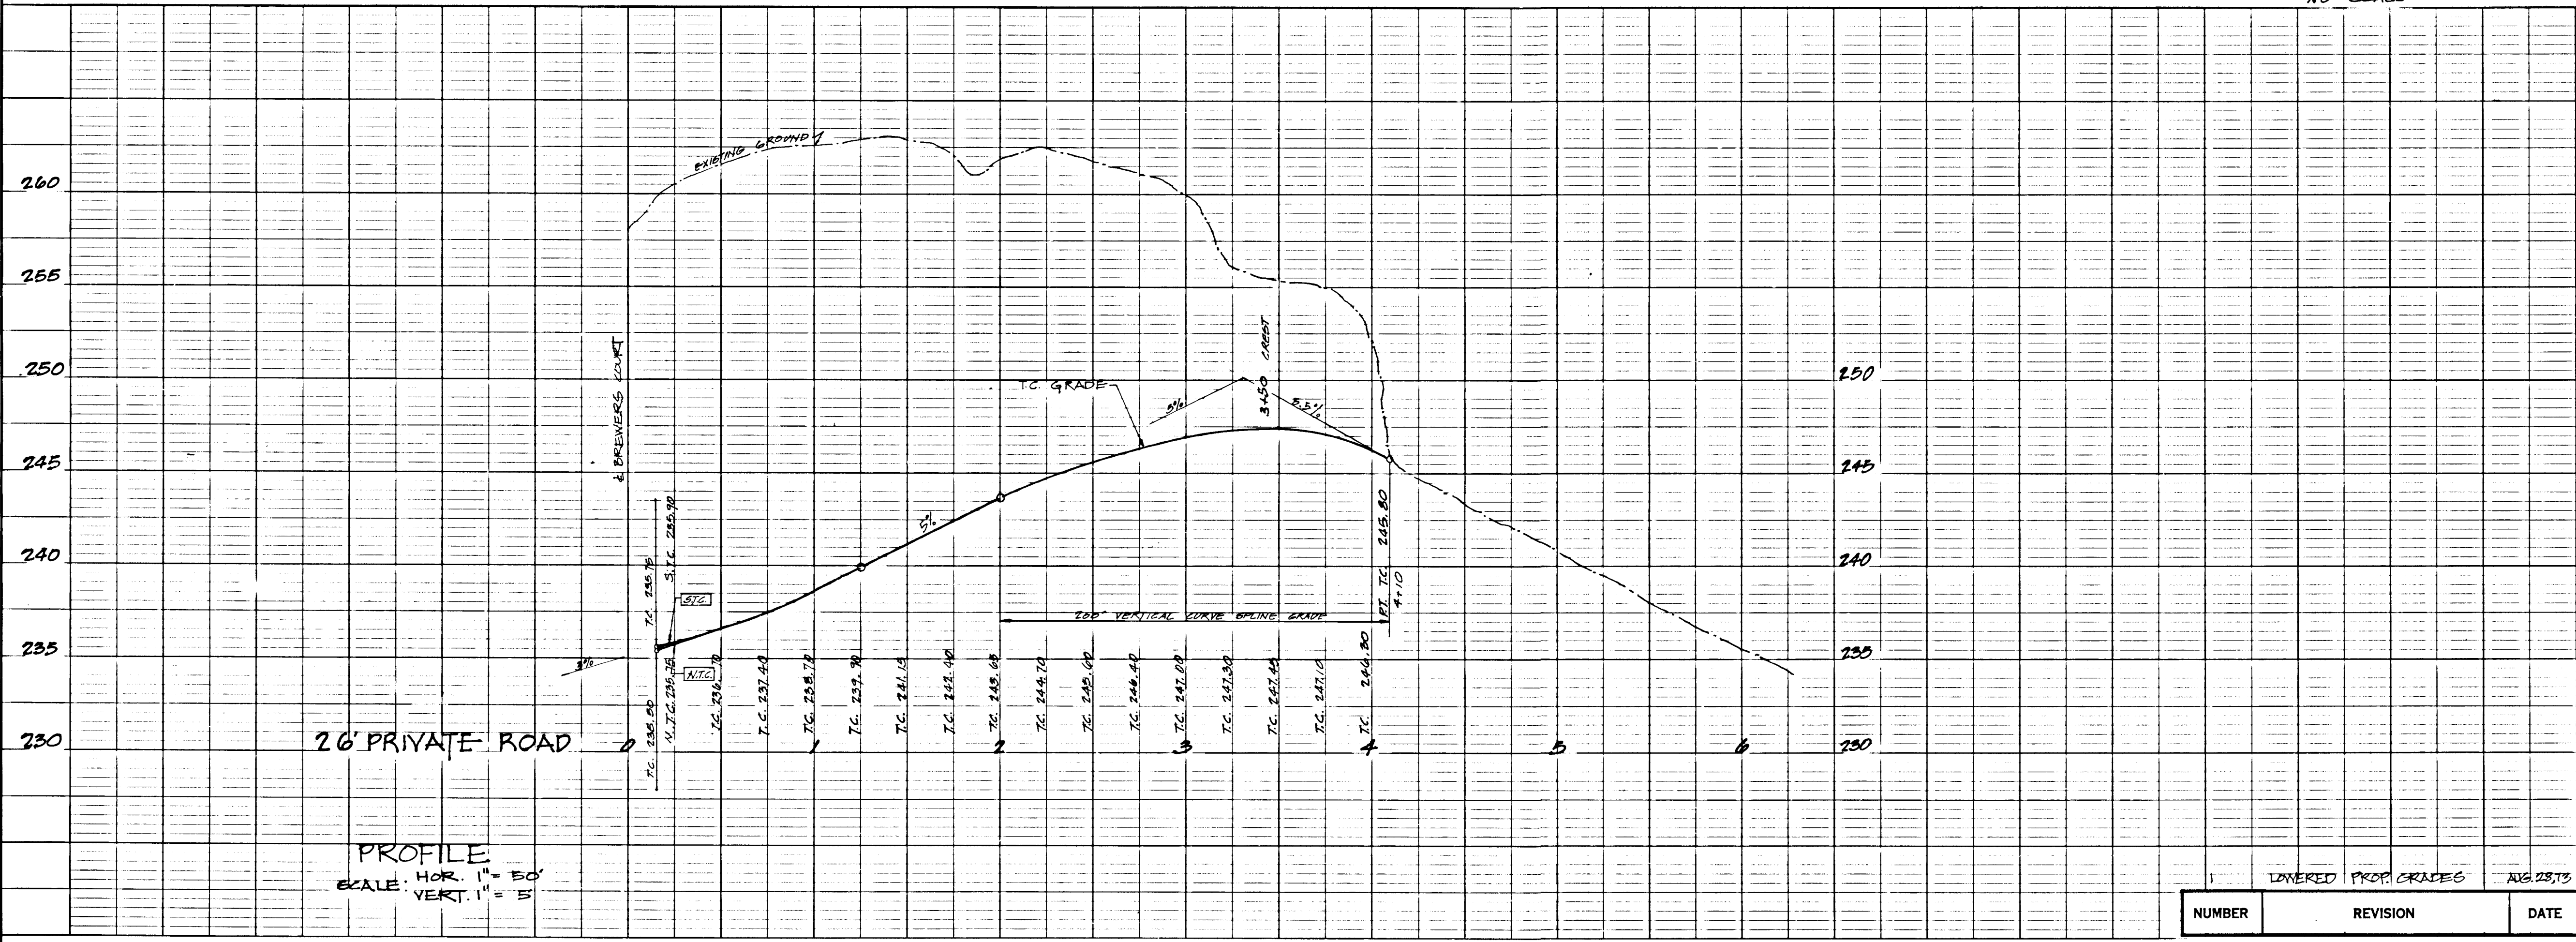 NO SCALE
EXISTING GROUND
260
255
250
245
240
235
230
℄ BREWERS COURT
T.C. GRADE
5%
3+50 CREST
5.5%
5%
3%
T.C. 235.75
S.T.C. 235.90
S.T.C.
N.T.C.
200' VERTICAL CURVE SPLINE GRADE
P.T. T.C. 245.80
4+10
N.T.C. 235.75
T.C. 236.70
T.C. 237.40
T.C. 238.70
T.C. 239.90
T.C. 241.15
T.C. 242.40
T.C. 243.65
T.C. 244.70
T.C. 245.60
T.C. 246.40
T.C. 247.00
T.C. 247.30
T.C. 247.45
T.C. 247.10
T.C. 246.30
250
245
240
235
230
26' PRIVATE ROAD
0 1 2 3 4 5 6
PROFILE
SCALE: HOR. 1" = 50'
VERT. 1" = 5'
1 LOWERED PROP. GRADES AUG. 28,73
NUMBER REVISION DATE